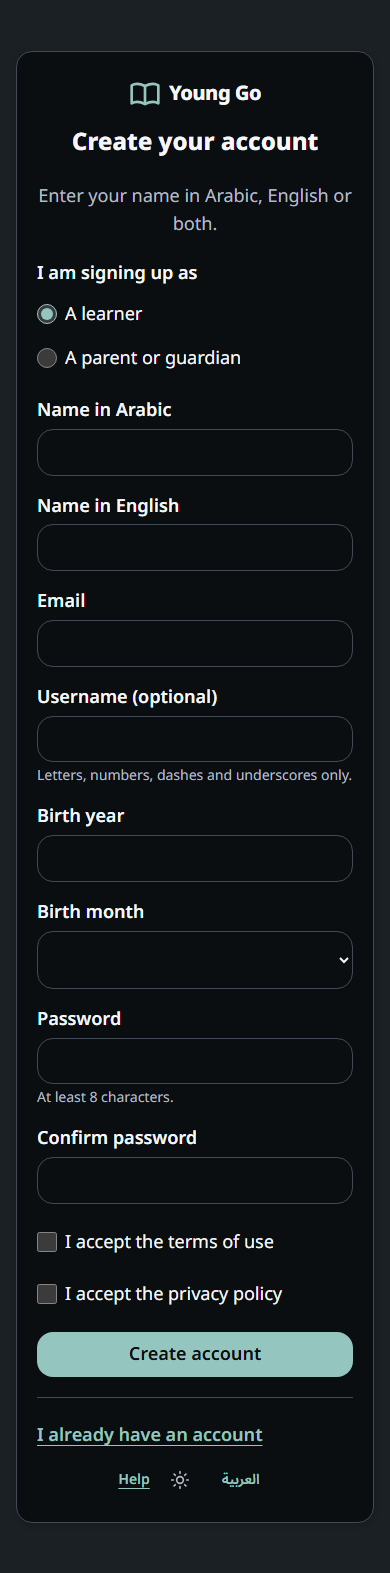 Young Go
Create your account
Enter your name in Arabic, English or
both.
I am signing up as
A learner
A parent or guardian
Name in Arabic
Name in English
Email
Username (optional)
Letters, numbers, dashes and underscores only.
Birth year
Birth month
Password
At least 8 characters.
Confirm password
I accept the terms of use
I accept the privacy policy
Create account
I already have an account
Help العربية